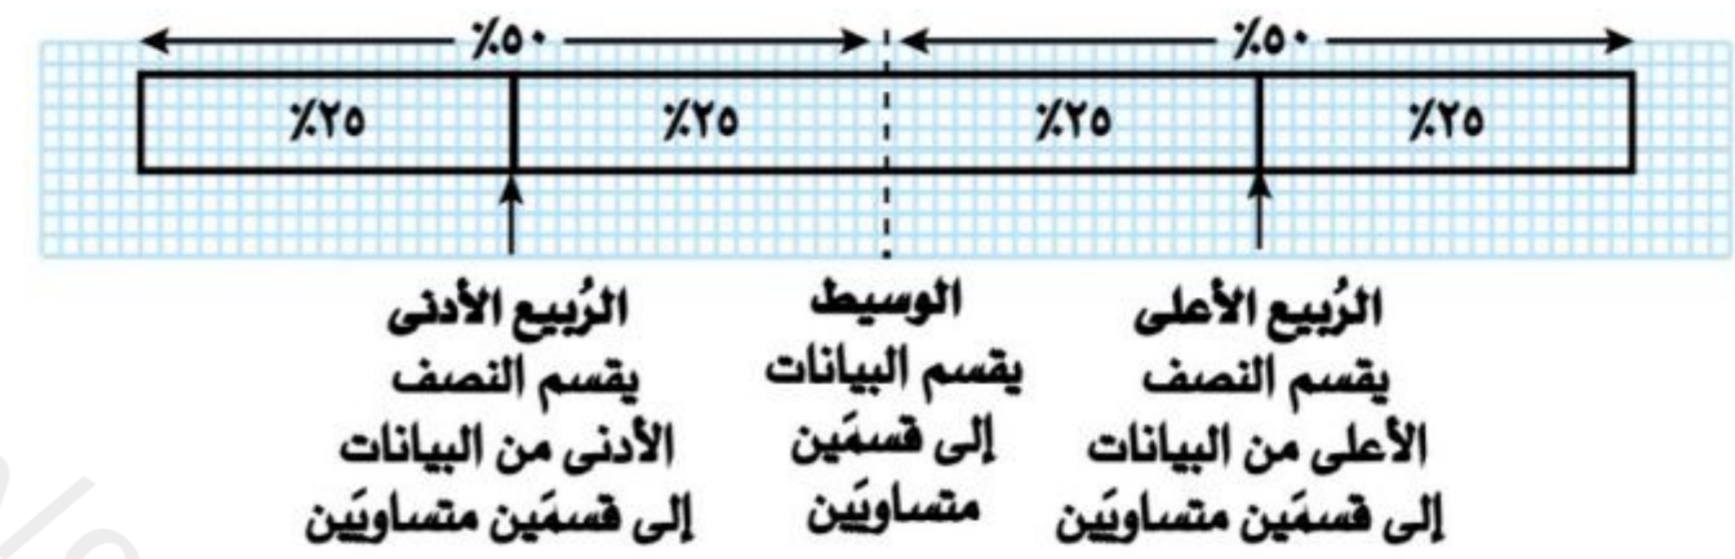 ٪٥٠ ٪٥٠
٪٢٥ ٪٢٥ ٪٢٥ ٪٢٥
الرُبيع الأعلى
يقسم النصف
الأعلى من البيانات
إلى قسمَين متساويَين
الوسيط
يقسم البيانات
إلى قسمَين
متساويَين
الرُبيع الأدنى
يقسم النصف
الأدنى من البيانات
إلى قسمَين متساويَين